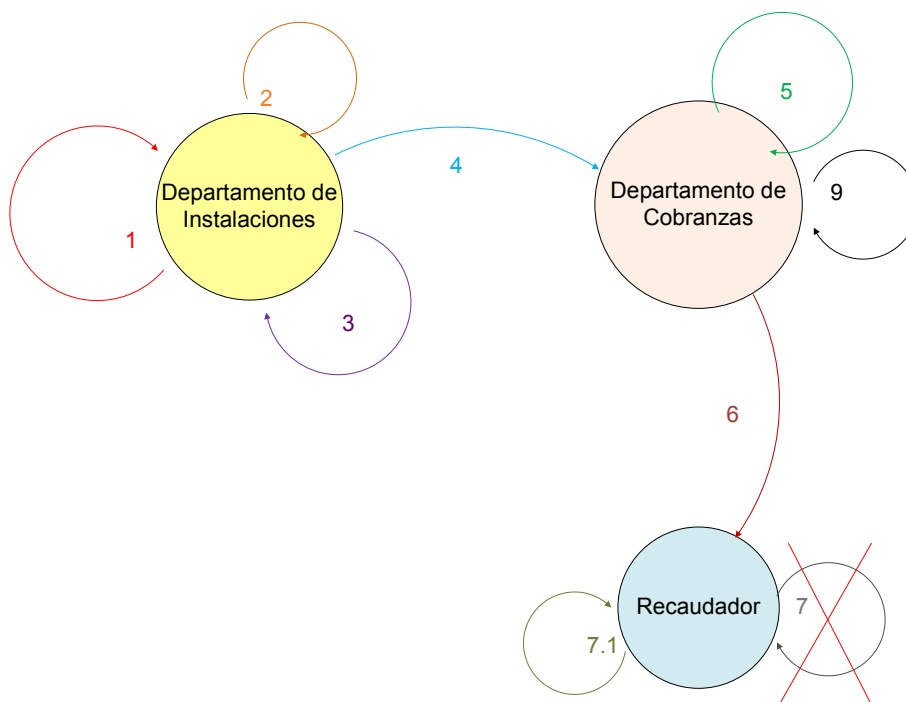 2
5
Departamento de
Instalaciones
4
Departamento de
Cobranzas
9
1
3
6
Recaudador
7
7.1